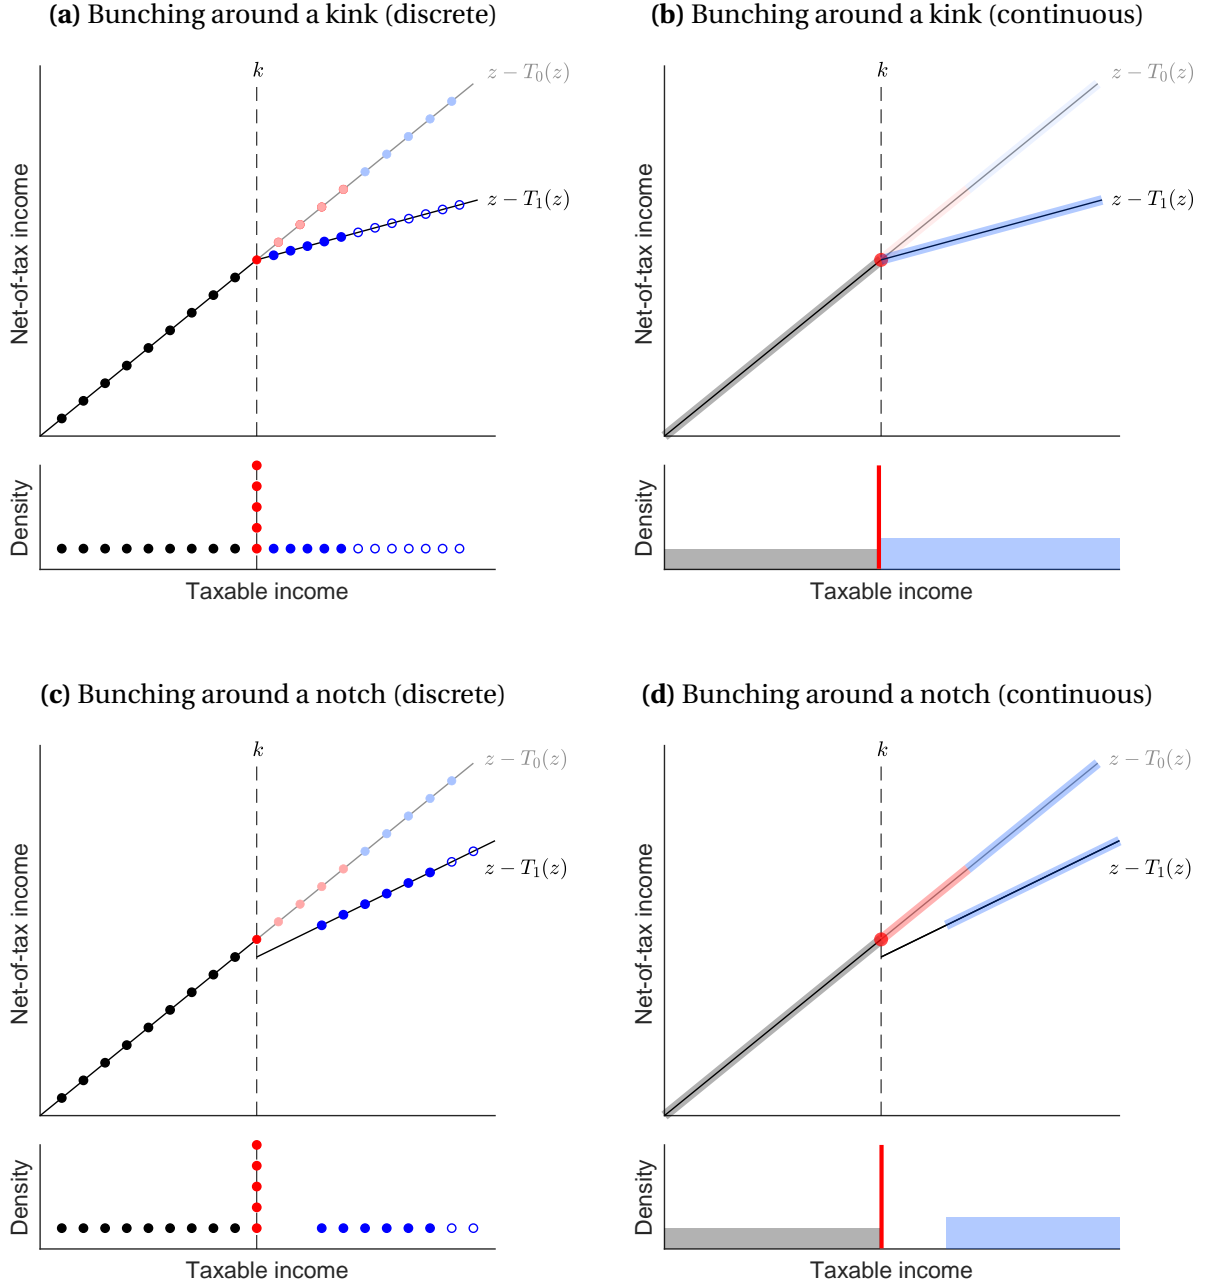 (a) Bunching around a kink (discrete)
k
z − T₀(z)
z − T₁(z)
Net-of-tax income
Density
Taxable income
(b) Bunching around a kink (continuous)
k
z − T₀(z)
z − T₁(z)
Net-of-tax income
Density
Taxable income
(c) Bunching around a notch (discrete)
k
z − T₀(z)
z − T₁(z)
Net-of-tax income
Density
Taxable income
(d) Bunching around a notch (continuous)
k
z − T₀(z)
z − T₁(z)
Net-of-tax income
Density
Taxable income